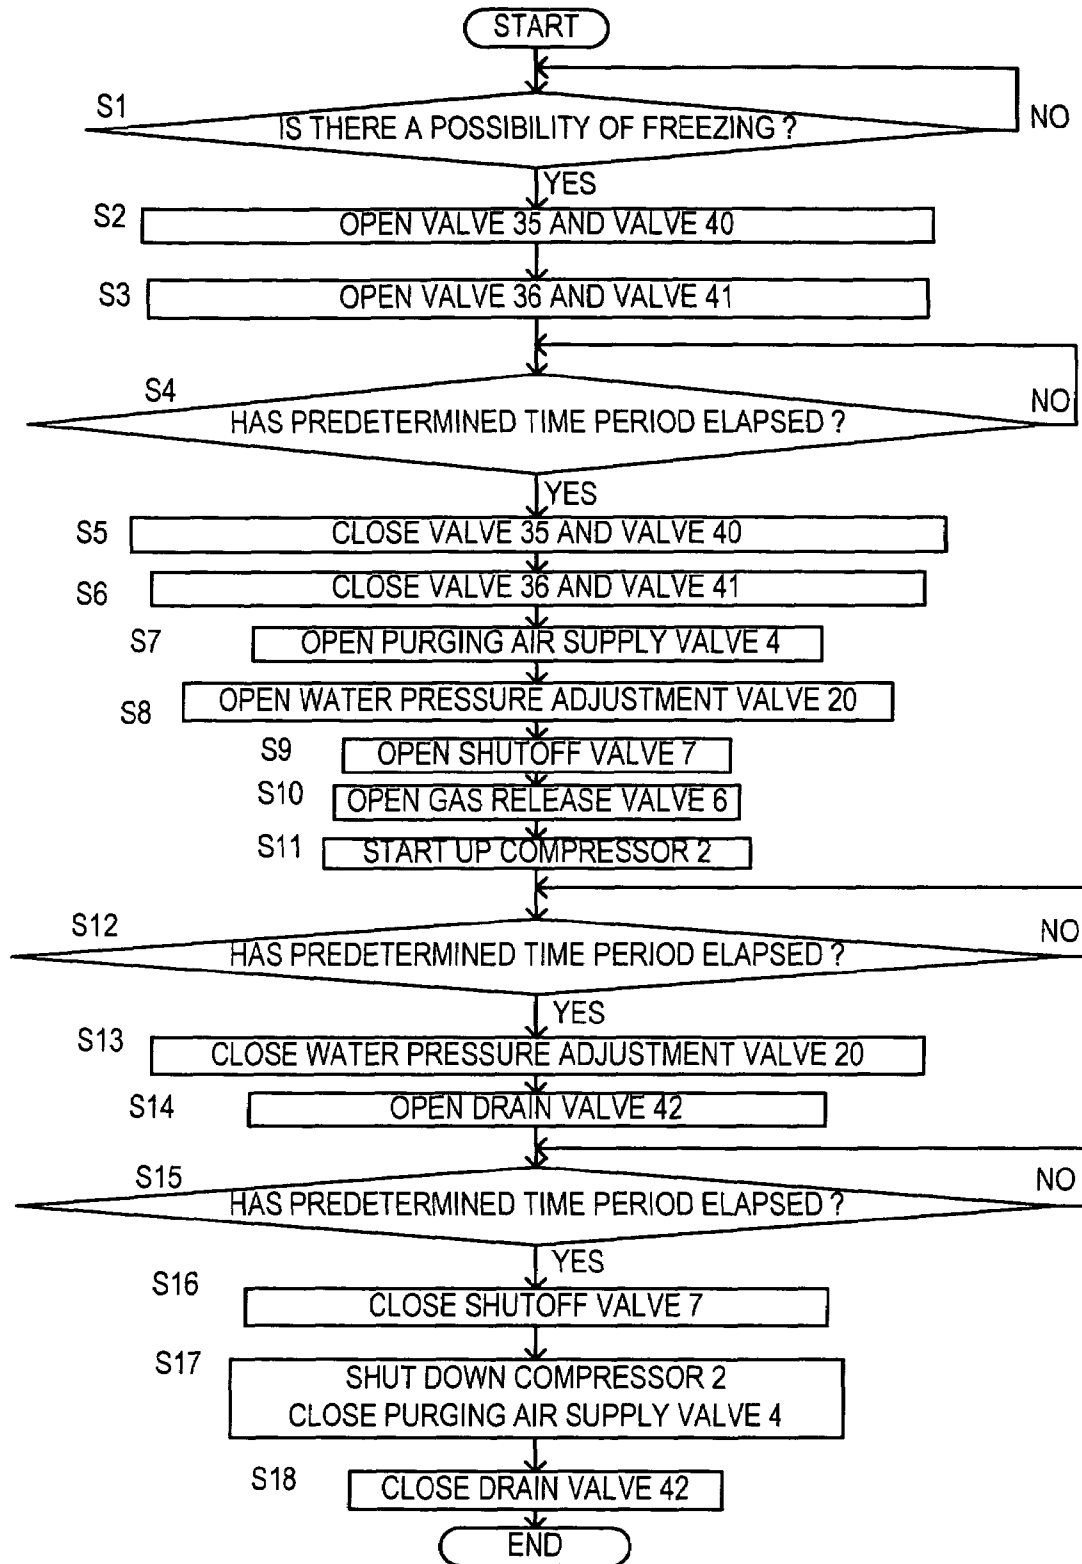 START
S1
IS THERE A POSSIBILITY OF FREEZING ?
NO
YES
S2
OPEN VALVE 35 AND VALVE 40
S3
OPEN VALVE 36 AND VALVE 41
S4
HAS PREDETERMINED TIME PERIOD ELAPSED ?
NO
YES
S5
CLOSE VALVE 35 AND VALVE 40
S6
CLOSE VALVE 36 AND VALVE 41
S7
OPEN PURGING AIR SUPPLY VALVE 4
S8
OPEN WATER PRESSURE ADJUSTMENT VALVE 20
S9
OPEN SHUTOFF VALVE 7
S10
OPEN GAS RELEASE VALVE 6
S11
START UP COMPRESSOR 2
S12
HAS PREDETERMINED TIME PERIOD ELAPSED ?
NO
YES
S13
CLOSE WATER PRESSURE ADJUSTMENT VALVE 20
S14
OPEN DRAIN VALVE 42
S15
HAS PREDETERMINED TIME PERIOD ELAPSED ?
NO
YES
S16
CLOSE SHUTOFF VALVE 7
S17
SHUT DOWN COMPRESSOR 2
CLOSE PURGING AIR SUPPLY VALVE 4
S18
CLOSE DRAIN VALVE 42
END